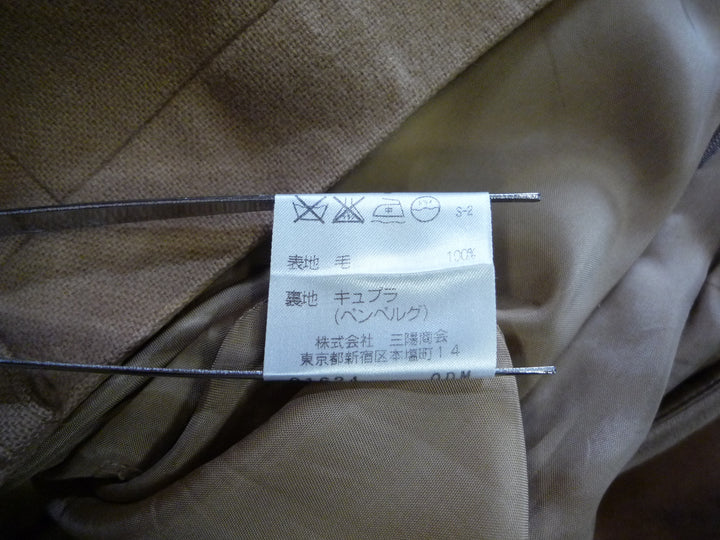 S-2
表地 毛 100%
裏地 キュプラ
(ベンベルグ)
株式会社 三陽商会
東京都新宿区本塩町14